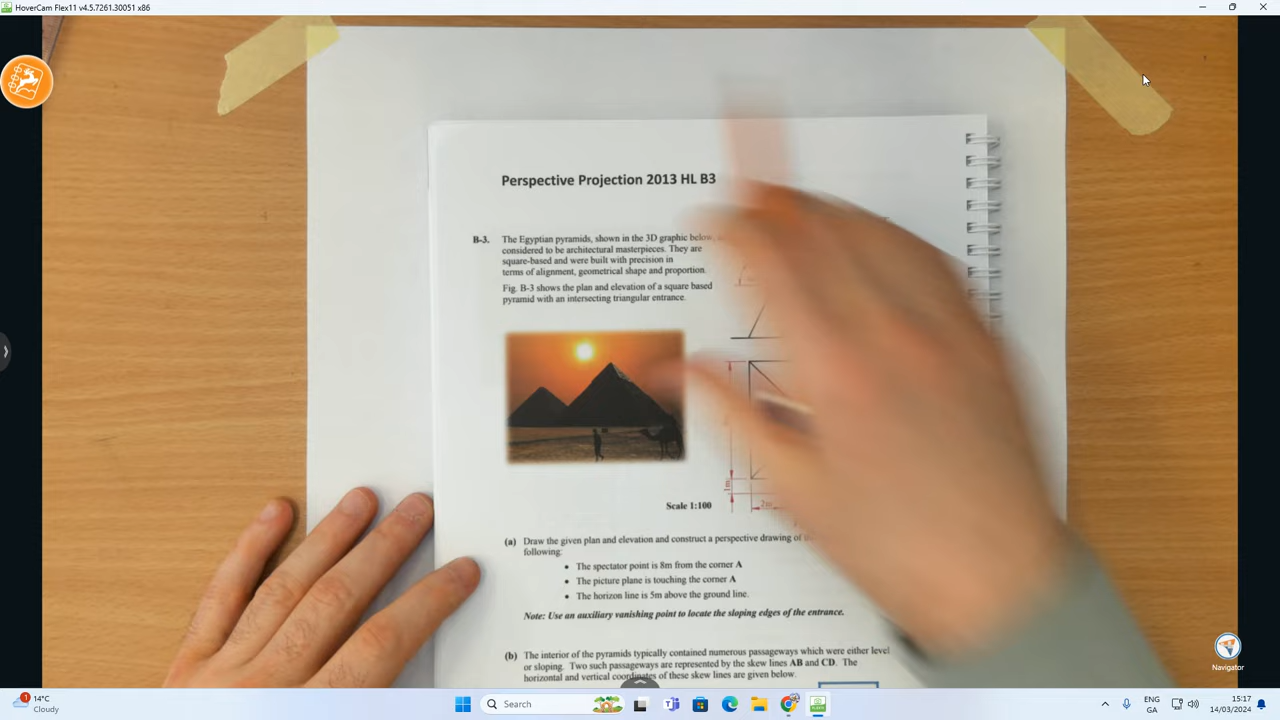 HoverCam Flex11 v4.5.7261.30051 x86
Perspective Projection 2013 HL B3
B-3. The Egyptian pyramids, shown in the 3D graphic below,
considered to be architectural masterpieces. They are
square-based and were built with precision in
terms of alignment, geometrical shape and proportion.
Fig. B-3 shows the plan and elevation of a square based
pyramid with an intersecting triangular entrance.
1m
2m
Scale 1:100
(a) Draw the given plan and elevation and construct a perspective drawing of
following:
• The spectator point is 8m from the corner A
• The picture plane is touching the corner A
• The horizon line is 5m above the ground line.
Note: Use an auxiliary vanishing point to locate the sloping edges of the entrance.
(b) The interior of the pyramids typically contained numerous passageways which were either level
or sloping. Two such passageways are represented by the skew lines AB and CD. The
horizontal and vertical coordinates of these skew lines are given below.
Navigator
1
14°C
Cloudy
Search
ENG
GA
15:17
14/03/2024